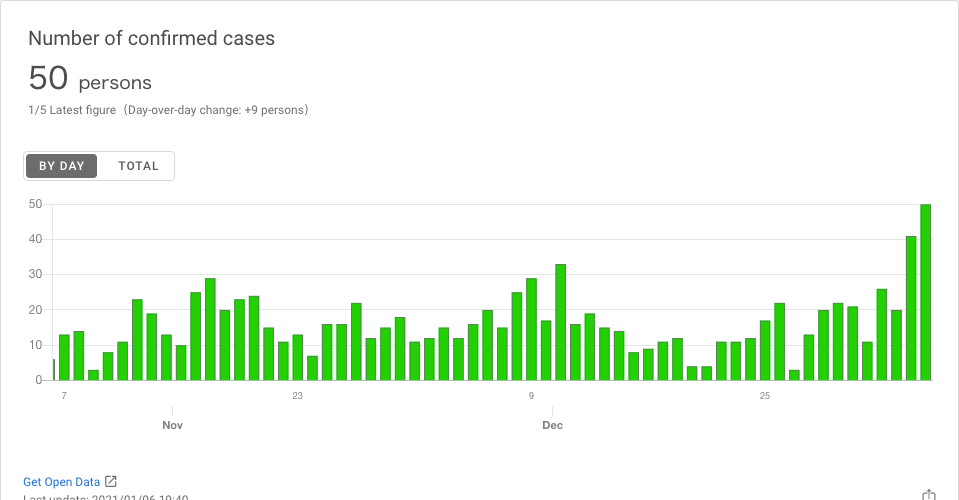 Number of confirmed cases
50 persons
1/5 Latest figure（Day-over-day change: +9 persons）
BY DAY TOTAL
50
40
30
20
10
0
7 23 9 25
Nov Dec
Get Open Data
Last update: 2021/01/06 19:40